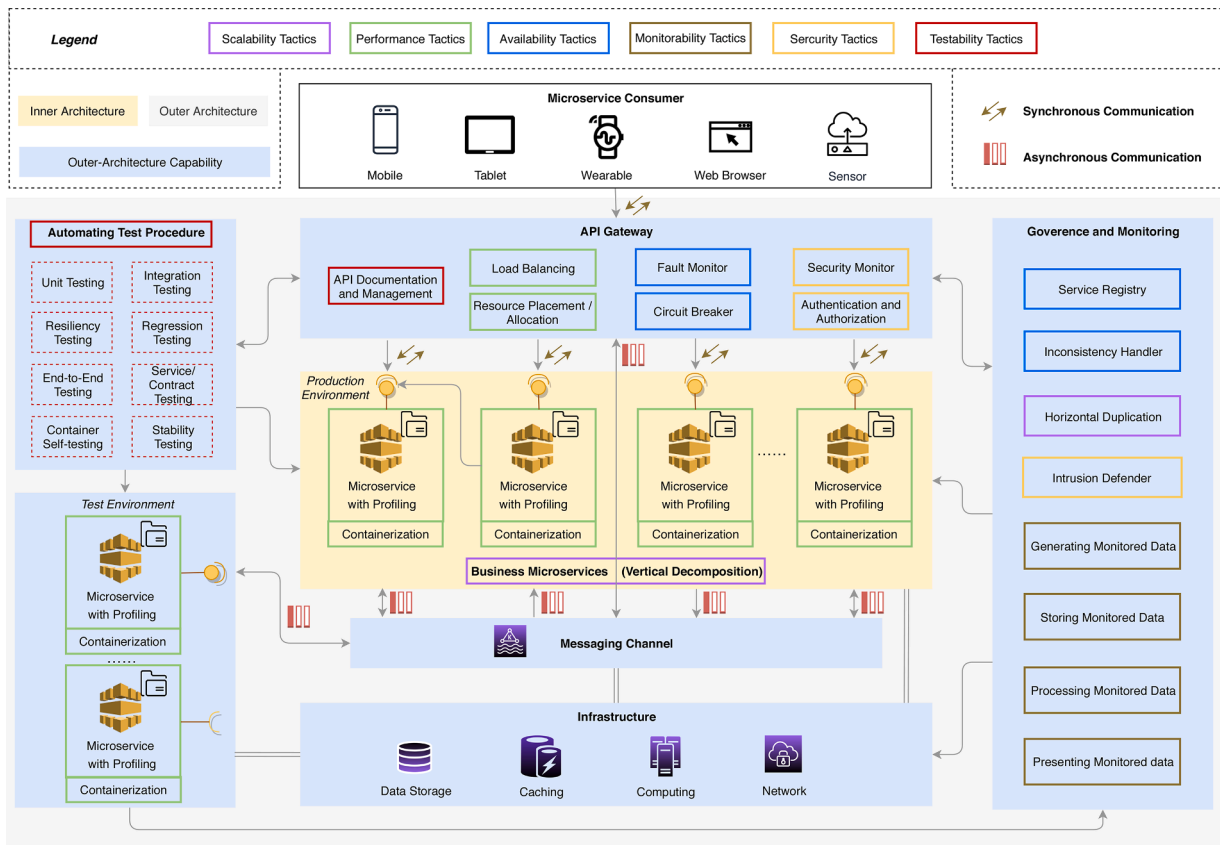 Legend
Scalability Tactics
Performance Tactics
Availability Tactics
Monitorability Tactics
Sercurity Tactics
Testability Tactics
Inner Architecture
Outer Architecture
Outer-Architecture Capability
Microservice Consumer
Mobile
Tablet
Wearable
Web Browser
Sensor
Synchronous Communication
Asynchronous Communication
Automating Test Procedure
Unit Testing
Integration
Testing
Resiliency
Testing
Regression
Testing
End-to-End
Testing
Service/
Contract
Testing
Container
Self-testing
Stability
Testing
API Gateway
API Documentation
and Management
Load Balancing
Resource Placement /
Allocation
Fault Monitor
Circuit Breaker
Security Monitor
Authentication and
Authorization
Goverence and Monitoring
Service Registry
Inconsistency Handler
Horizontal Duplication
Intrusion Defender
Generating Monitored Data
Storing Monitored Data
Processing Monitored Data
Presenting Monitored data
Production
Environment
Microservice
with Profiling
Containerization
Microservice
with Profiling
Containerization
Microservice
with Profiling
Containerization
......
Microservice
with Profiling
Containerization
Business Microservices (Vertical Decomposition)
Test Environment
Microservice
with Profiling
Containerization
......
Microservice
with Profiling
Containerization
Messaging Channel
Infrastructure
Data Storage
Caching
Computing
Network